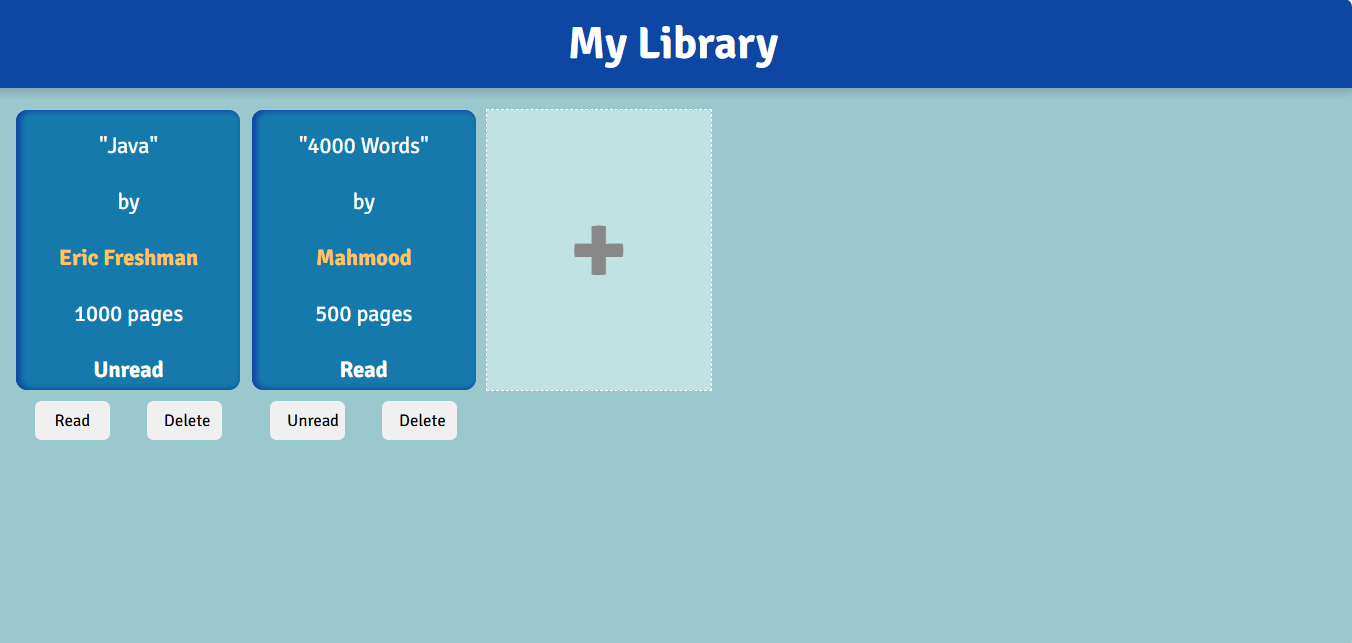 My Library
"Java"
by
Eric Freshman
1000 pages
Unread
Read
Delete
"4000 Words"
by
Mahmood
500 pages
Read
Unread
Delete